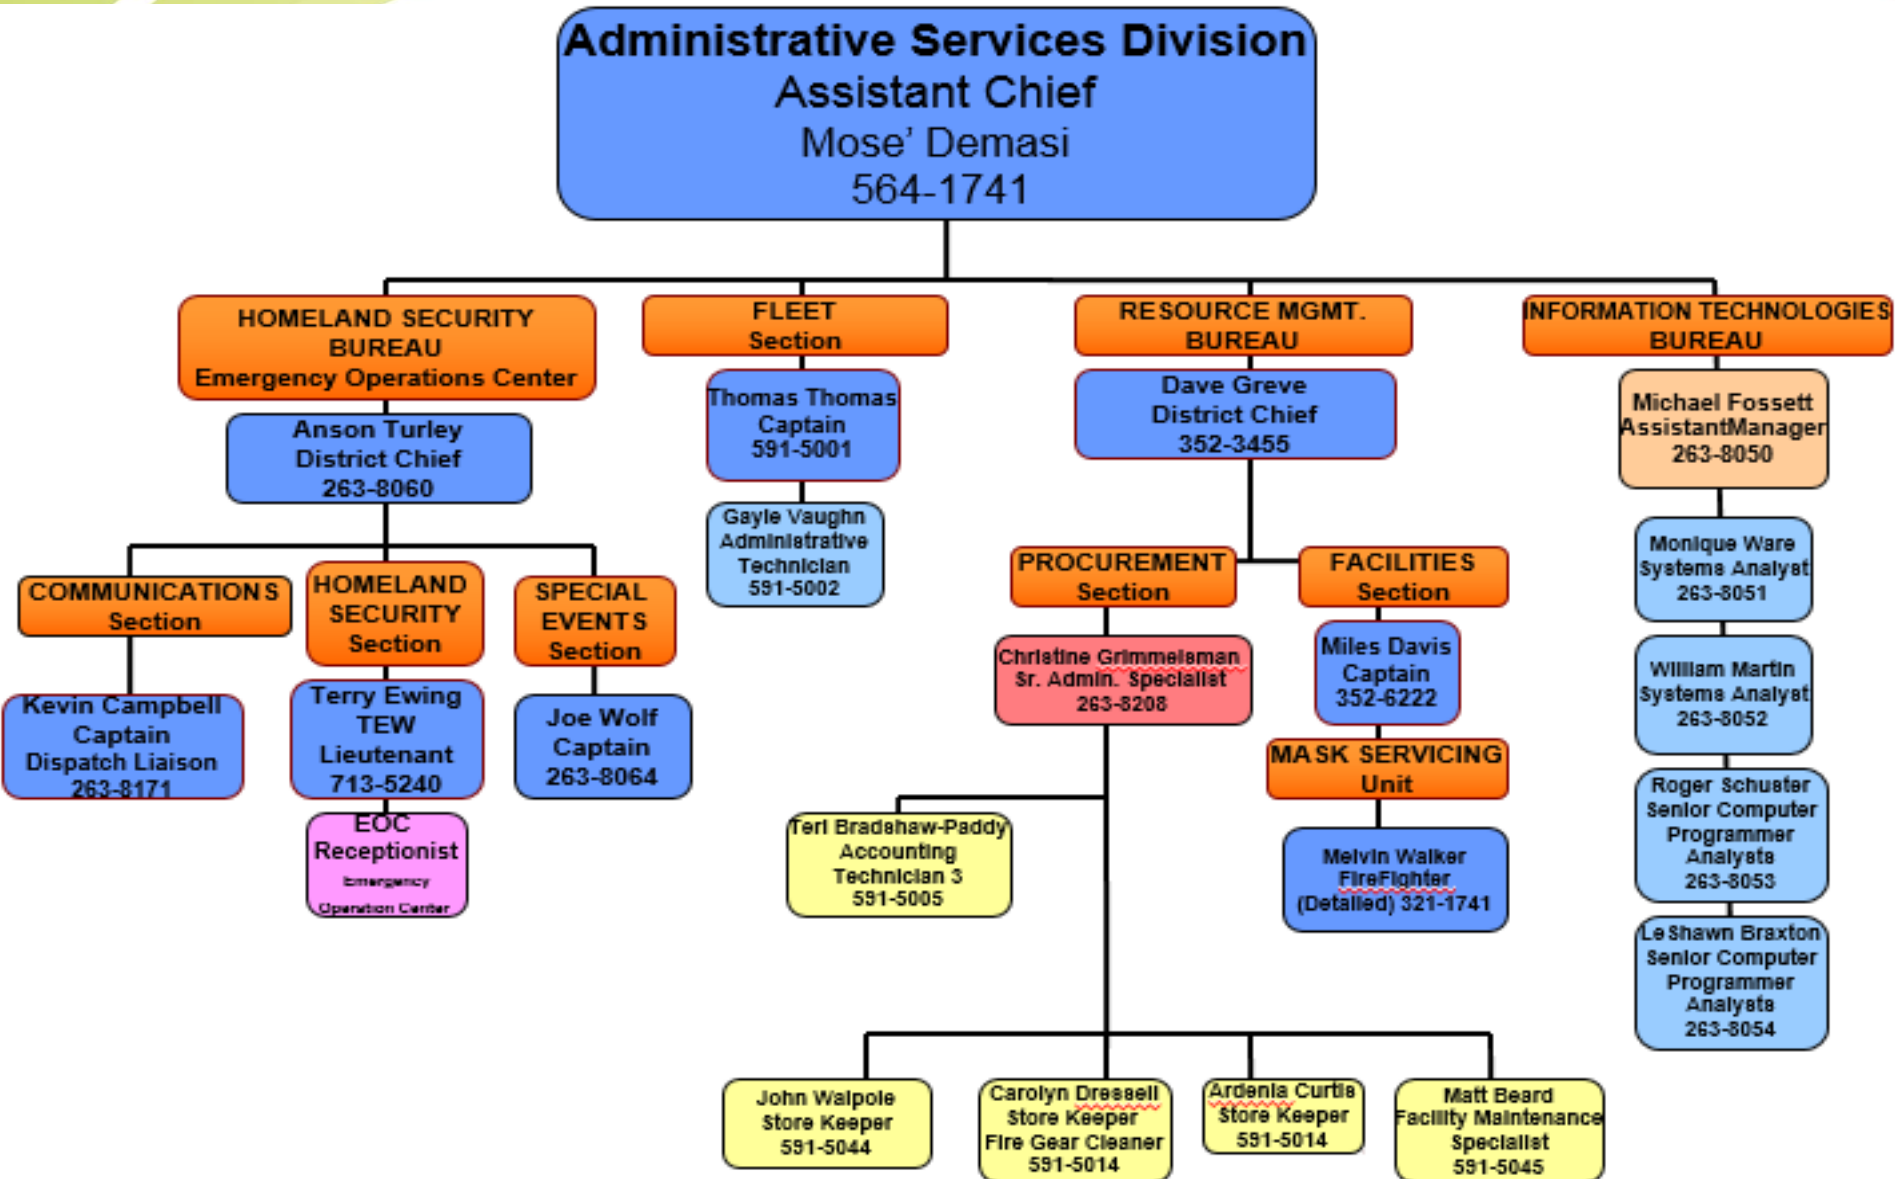 Administrative Services Division
Assistant Chief
Mose’ Demasi
564-1741
HOMELAND SECURITY
BUREAU
Emergency Operations Center
FLEET
Section
RESOURCE MGMT.
BUREAU
INFORMATION TECHNOLOGIES
BUREAU
Anson Turley
District Chief
263-8060
Thomas Thomas
Captain
591-5001
Dave Greve
District Chief
352-3455
Michael Fossett
AssistantManager
263-8050
Gayle Vaughn
Administrative
Technician
591-5002
Monique Ware
Systems Analyst
263-8051
COMMUNICATIONS
Section
HOMELAND
SECURITY
Section
SPECIAL
EVENTS
Section
PROCUREMENT
Section
FACILITIES
Section
Christine Grimmeisman
Sr. Admin. Specialist
263-8208
Miles Davis
Captain
352-6222
William Martin
Systems Analyst
263-8052
Kevin Campbell
Captain
Dispatch Liaison
263-8171
Terry Ewing
TEW
Lieutenant
713-5240
Joe Wolf
Captain
263-8064
MASK SERVICING
Unit
Roger Schuster
Senior Computer
Programmer
Analysts
263-8053
EOC
Receptionist
Emergency
Operation Center
Teri Bradshaw-Paddy
Accounting
Technician 3
591-5005
Melvin Walker
FireFighter
(Detailed) 321-1741
LeShawn Braxton
Senior Computer
Programmer
Analysts
263-8054
John Walpole
Store Keeper
591-5044
Carolyn Dressell
Store Keeper
Fire Gear Cleaner
591-5014
Ardenia Curtis
Store Keeper
591-5014
Matt Beard
Facility Maintenance
Specialist
591-5045